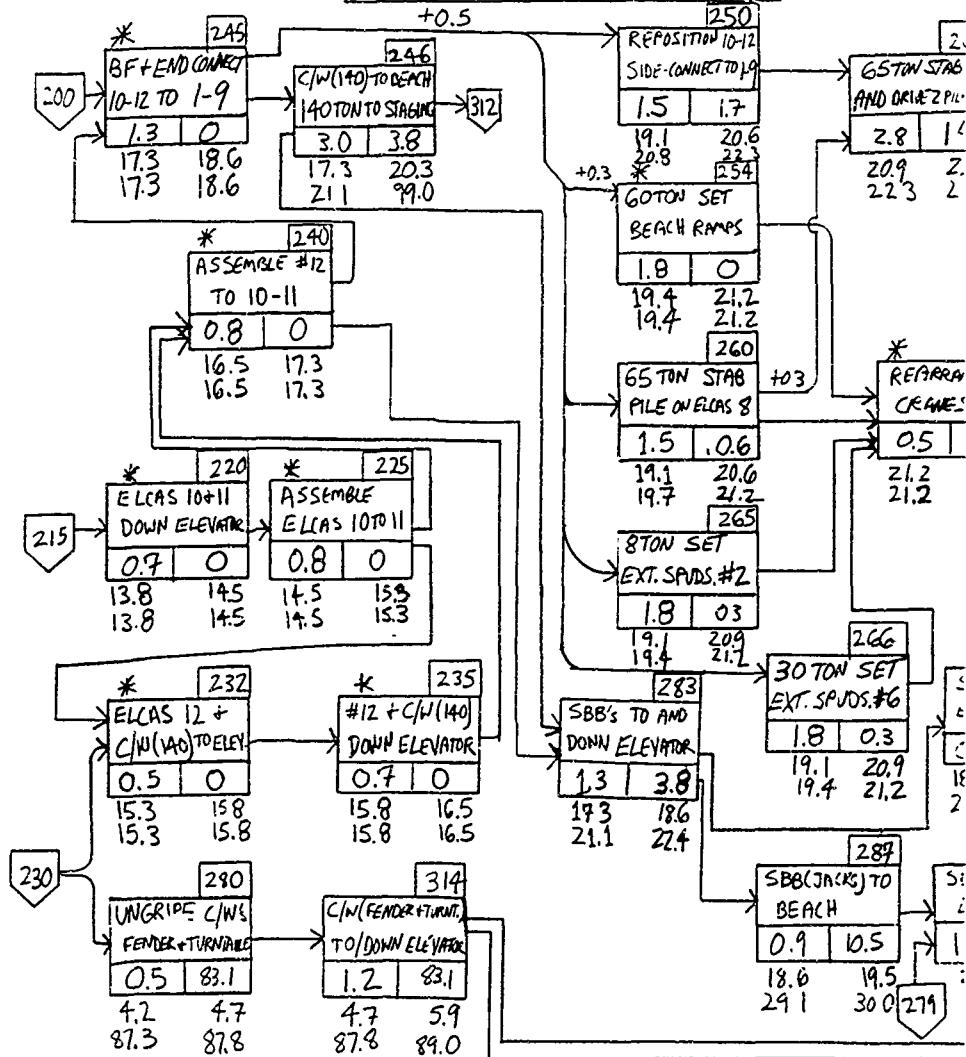 +0.5
*
245
BF + END CONNECT
10-12 TO 1-9
1.3 0
17.3 18.6
17.3 18.6
200
246
C/W(140) TO BEACH
140 TON TO STAGING
3.0 3.8
17.3 20.3
21.1 99.0
312
250
REPOSITION 10-12
SIDE-CONNECT TO 1-9
1.5 1.7
19.1 20.6
20.8 22.3
65 TON STAB
AND DRIVE 2 PIL
2.8
20.9
22.3
+0.3
*
254
60 TON SET
BEACH RAMPS
1.8 0
19.4 21.2
19.4 21.2
*
240
ASSEMBLE #12
TO 10-11
0.8 0
16.5 17.3
16.5 17.3
260
65 TON STAB
PILE ON ELCAS 8
1.5 .0.6
19.1 20.6
19.7 21.2
+03
*
REARRA
CRANES
0.5
21.2
21.2
215
*
220
ELCAS 10+11
DOWN ELEVATOR
0.7 0
13.8 14.5
13.8 14.5
*
225
ASSEMBLE
ELCAS 10 TO 11
0.8 0
14.5 15.3
14.5 15.3
265
8 TON SET
EXT. SPUDS. #2
1.8 03
19.1 20.9
19.4 21.2
266
30 TON SET
EXT. SPUDS. #6
1.8 0.3
19.1 20.9
19.4 21.2
*
232
ELCAS 12 +
C/W(140) TO ELEV
0.5 0
15.3 15.8
15.3 15.8
*
235
#12 + C/W(140)
DOWN ELEVATOR
0.7 0
15.8 16.5
15.8 16.5
283
SBB's TO AND
DOWN ELEVATOR
1.3 3.8
17.3 18.6
21.1 22.4
230
280
UNGRIPE C/W's
FENDER + TURNTABLE
0.5 83.1
4.2 4.7
87.3 87.8
314
C/W(FENDER + TURNT.)
TO/DOWN ELEVATOR
1.2 83.1
4.7 5.9
87.8 89.0
287
SBB(JACKS) TO
BEACH
0.9 10.5
18.6 19.5
29.1 30.0
279